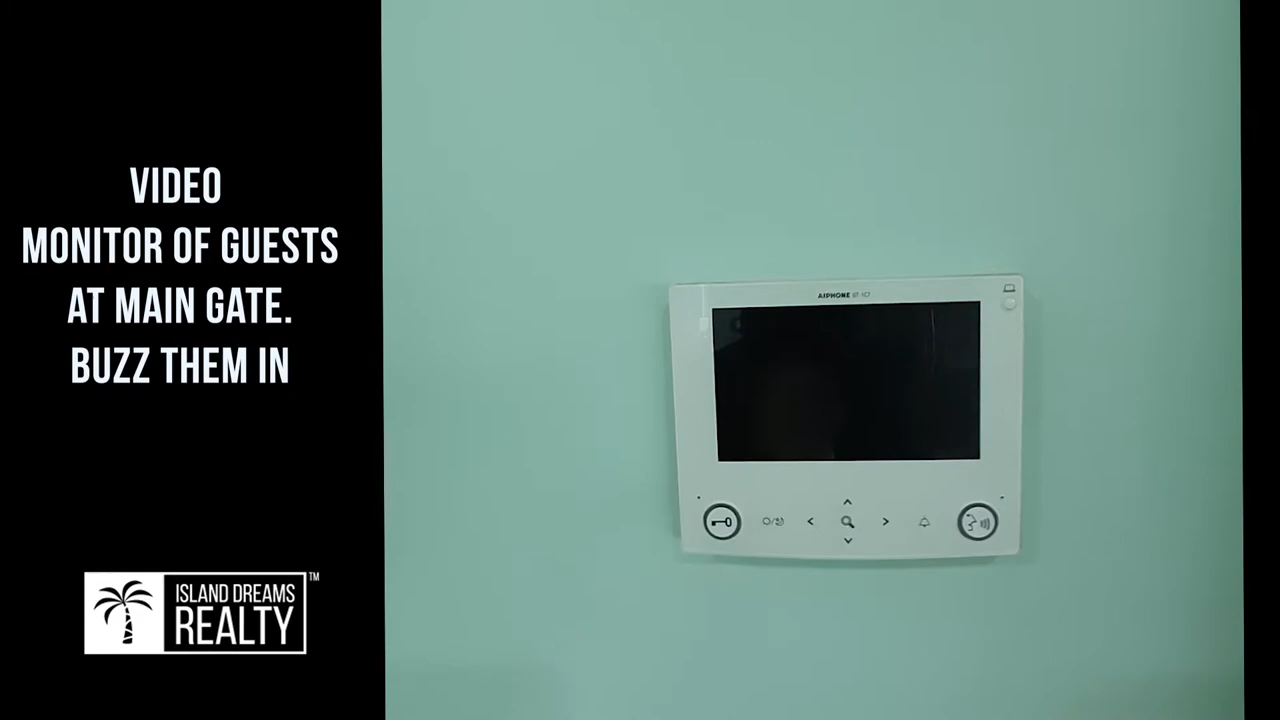 VIDEO
MONITOR OF GUESTS
AT MAIN GATE.
BUZZ THEM IN
ISLAND DREAMS
REALTY
TM
AIPHONE